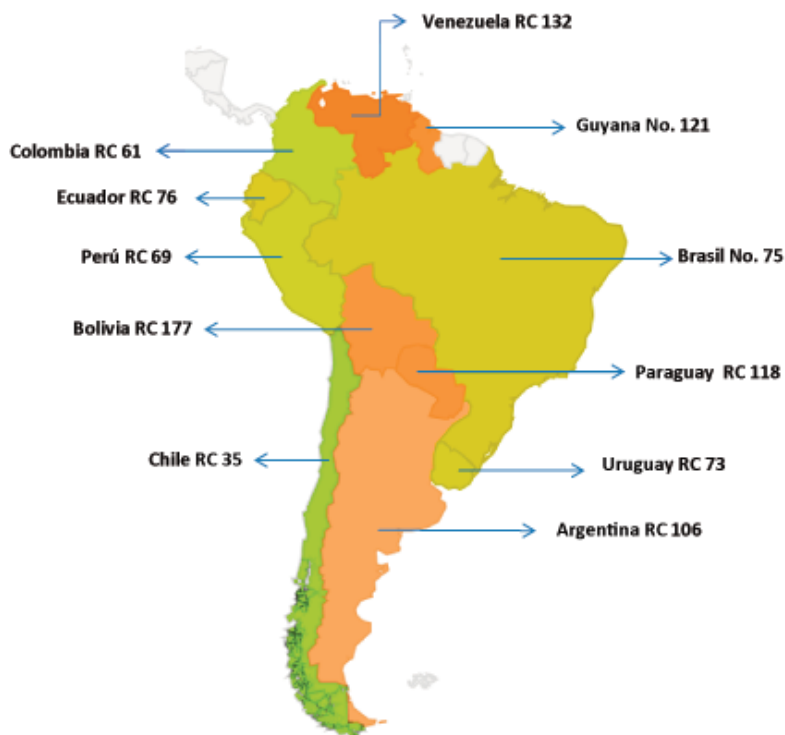 Venezuela RC 132
Guyana No. 121
Colombia RC 61
Ecuador RC 76
Perú RC 69
Brasil No. 75
Bolivia RC 177
Paraguay RC 118
Chile RC 35
Uruguay RC 73
Argentina RC 106